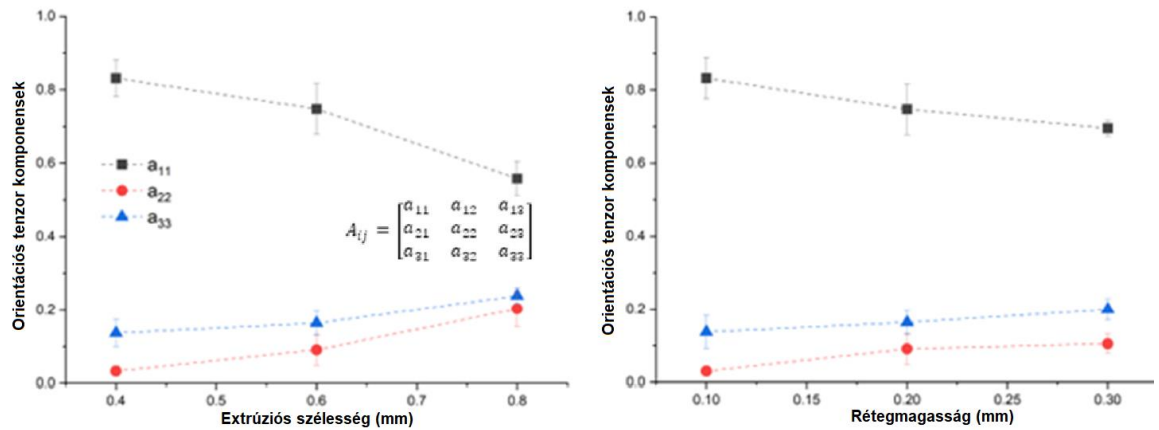 Orientációs tenzor komponensek
1.0
0.8
0.6
0.4
0.2
0.0
a11
a22
a33
Aij = [a11 a12 a13
a21 a22 a23
a31 a32 a33]
0.4 0.5 0.6 0.7 0.8
Extrúziós szélesség (mm)
Orientációs tenzor komponensek
1.0
0.8
0.6
0.4
0.2
0.0
0.10 0.15 0.20 0.25 0.30
Rétegmagasság (mm)